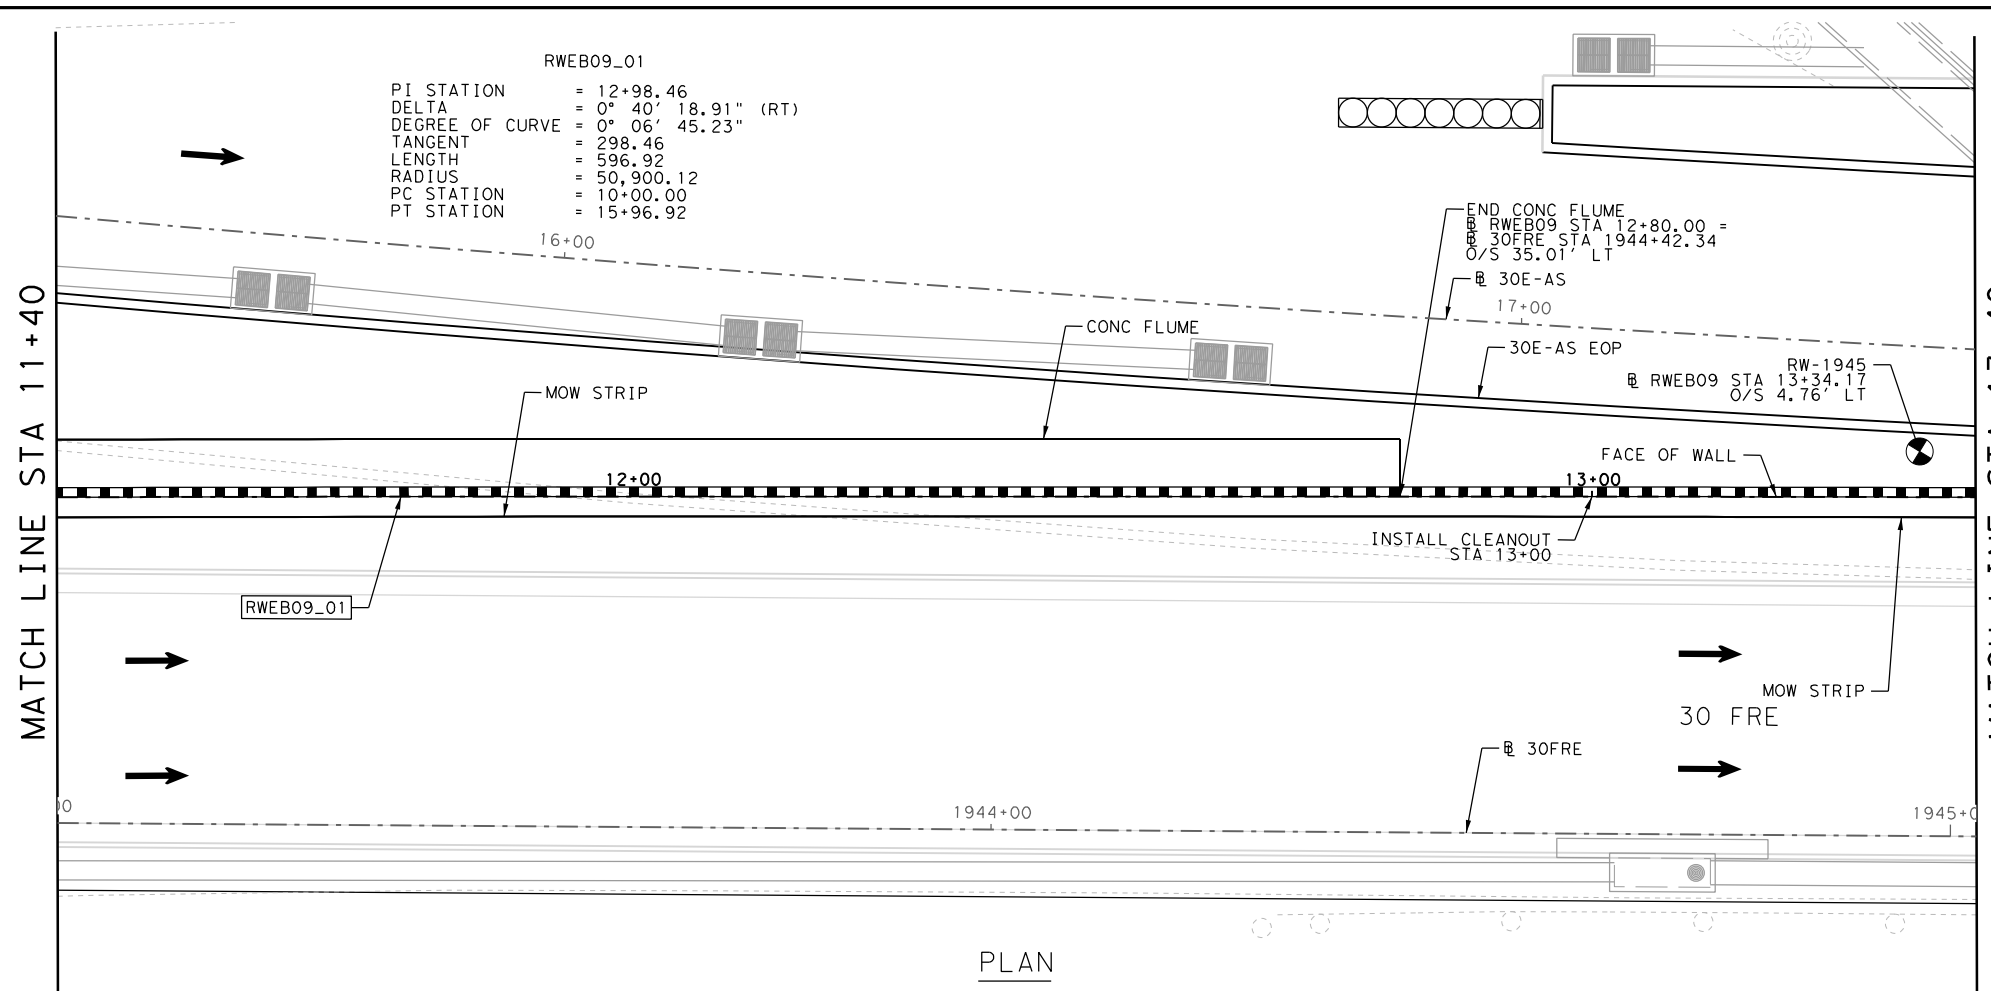 RWEB09_01
PI STATION = 12+98.46
DELTA = 0° 40' 18.91" (RT)
DEGREE OF CURVE = 0° 06' 45.23"
TANGENT = 298.46
LENGTH = 596.92
RADIUS = 50,900.12
PC STATION = 10+00.00
PT STATION = 15+96.92
16+00
END CONC FLUME
℄ RWEB09 STA 12+80.00 =
℄ 30FRE STA 1944+42.34
O/S 35.01' LT
30E-AS
17+00
CONC FLUME
30E-AS EOP
RW-1945
RWEB09 STA 13+34.17
O/S 4.76' LT
MOW STRIP
FACE OF WALL
12+00
13+00
INSTALL CLEANOUT
STA 13+00
RWEB09_01
MATCH LINE STA 11+40
MOW STRIP
30 FRE
30FRE
1944+00
PLAN